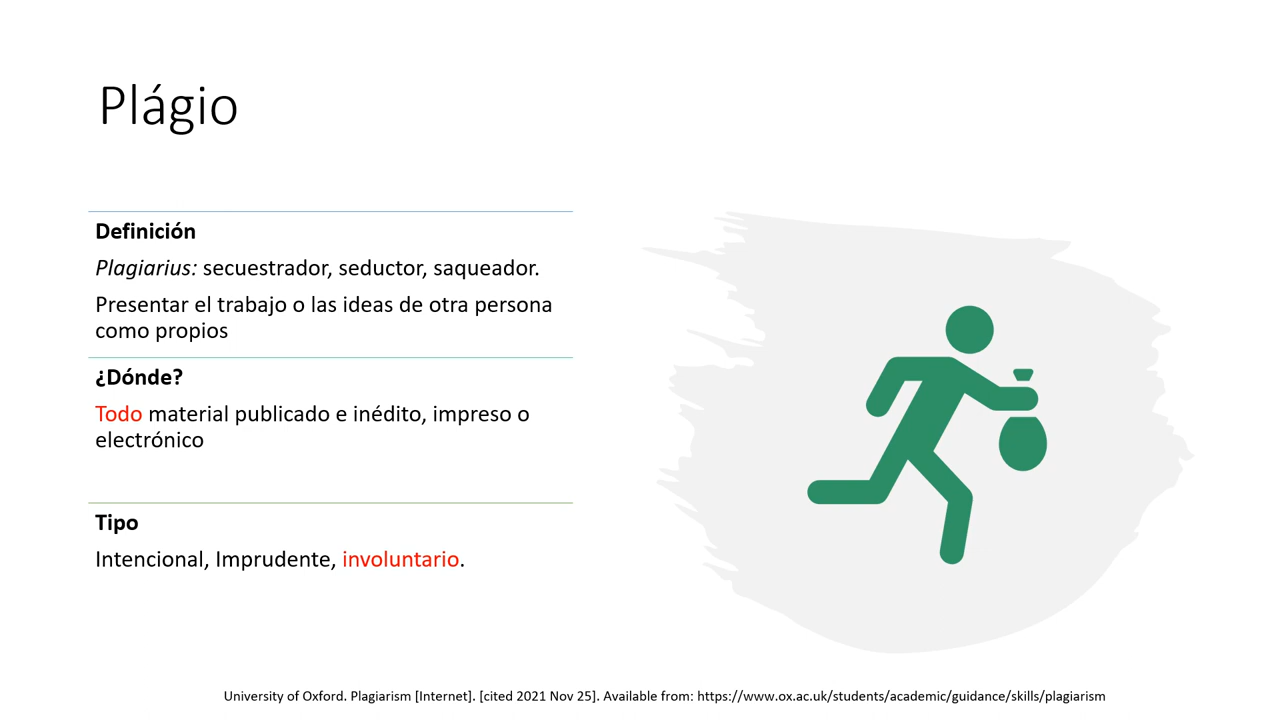 Plágio
Definición
Plagiarius: secuestrador, seductor, saqueador.
Presentar el trabajo o las ideas de otra persona
como propios
¿Dónde?
Todo material publicado e inédito, impreso o
electrónico
Tipo
Intencional, Imprudente, involuntario.
University of Oxford. Plagiarism [Internet]. [cited 2021 Nov 25]. Available from: https://www.ox.ac.uk/students/academic/guidance/skills/plagiarism